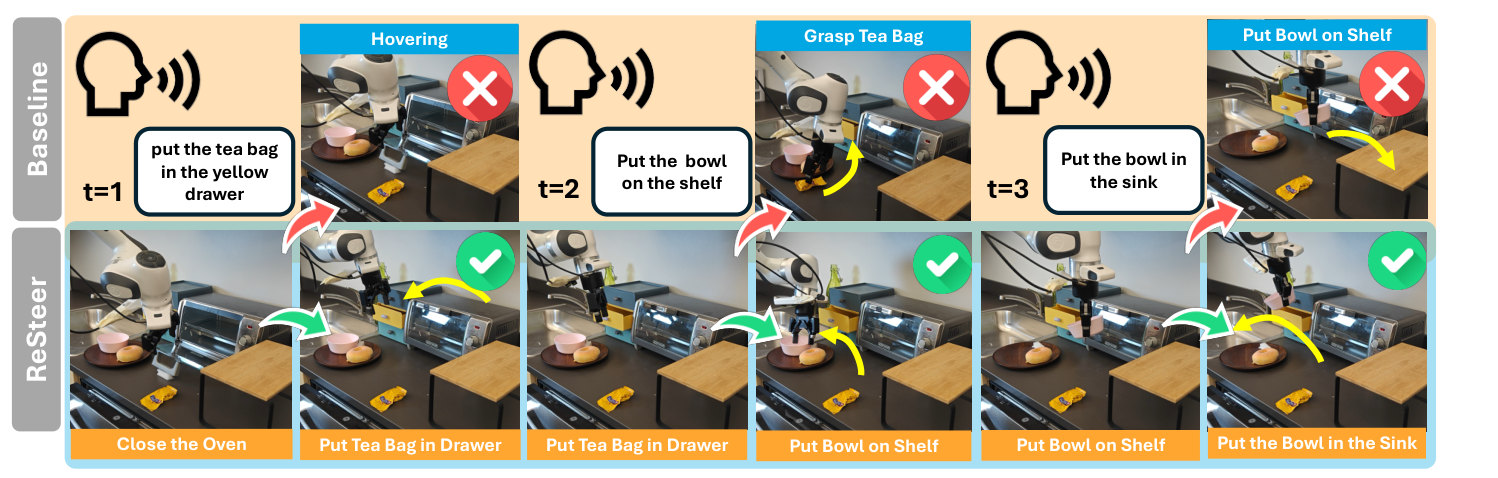 Baseline
t=1
put the tea bag
in the yellow
drawer
Hovering
t=2
Put the bowl
on the shelf
Grasp Tea Bag
t=3
Put the bowl in
the sink
Put Bowl on Shelf
ReSteer
Close the Oven
Put Tea Bag in Drawer
Put Tea Bag in Drawer
Put Bowl on Shelf
Put Bowl on Shelf
Put the Bowl in the Sink